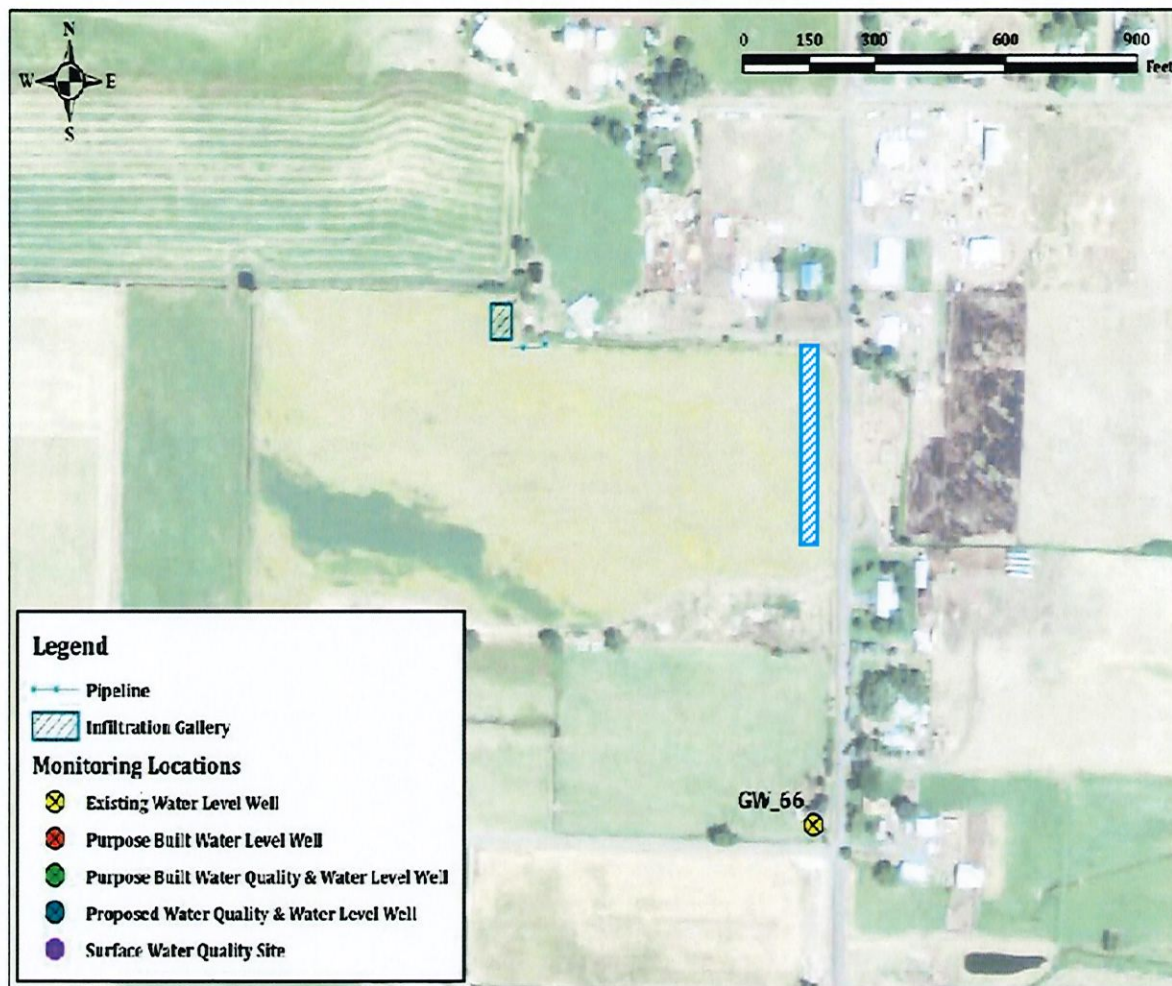 N
W E
S
0 150 300 600 900
Feet
GW_66
Legend
Pipeline
Infiltration Gallery
Monitoring Locations
Existing Water Level Well
Purpose Built Water Level Well
Purpose Built Water Quality & Water Level Well
Proposed Water Quality & Water Level Well
Surface Water Quality Site